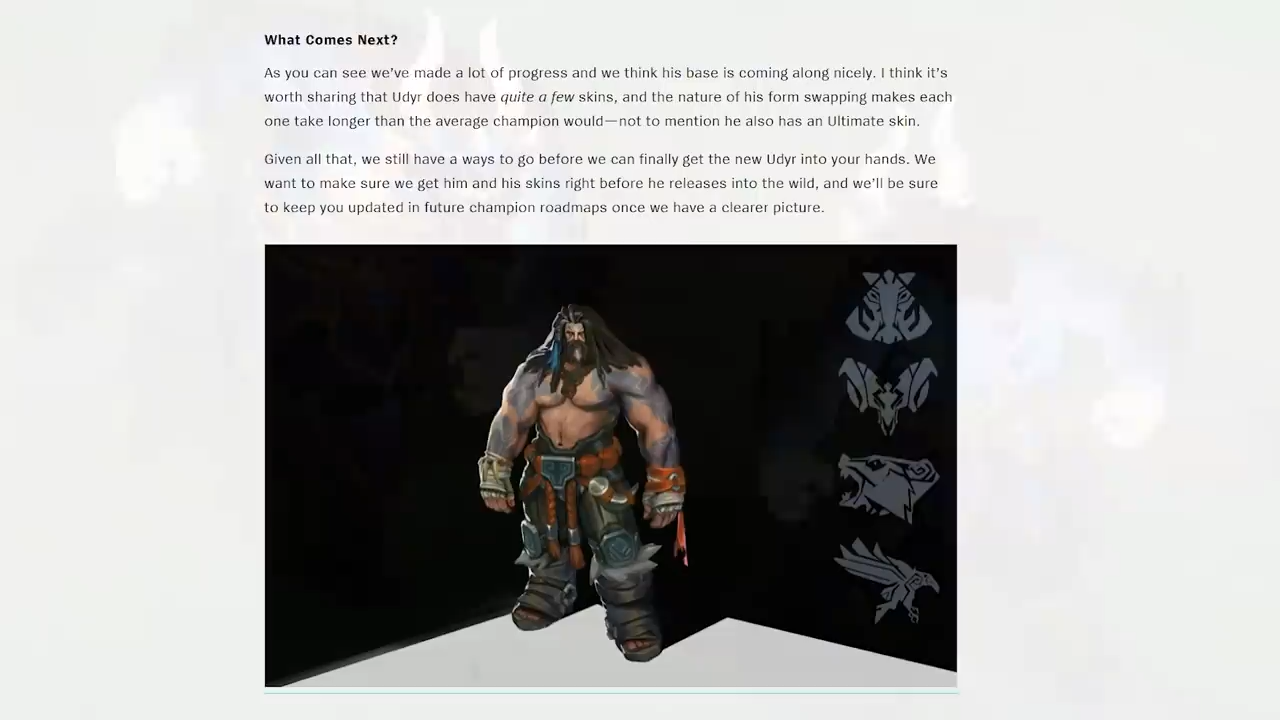 What Comes Next?
As you can see we've made a lot of progress and we think his base is coming along nicely. I think it's
worth sharing that Udyr does have quite a few skins, and the nature of his form swapping makes each
one take longer than the average champion would—not to mention he also has an Ultimate skin.
Given all that, we still have a ways to go before we can finally get the new Udyr into your hands. We
want to make sure we get him and his skins right before he releases into the wild, and we'll be sure
to keep you updated in future champion roadmaps once we have a clearer picture.